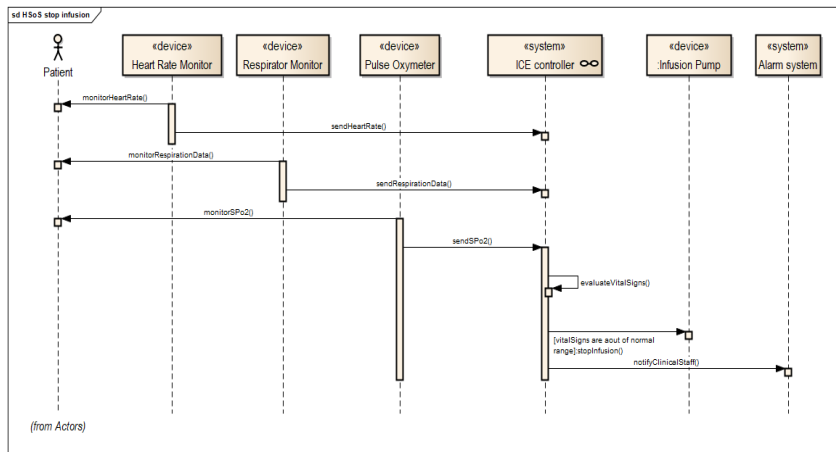 sd HSoS stop infusion
Patient
«device»
Heart Rate Monitor
«device»
Respirator Monitor
«device»
Pulse Oxymeter
«system»
ICE controller
«device»
:Infusion Pump
«system»
Alarm system
monitorHeartRate()
sendHeartRate()
monitorRespirationData()
sendRespirationData()
monitorSPo2()
sendSPo2()
evaluateVitalSigns()
[vitalSigns are aout of normal
range]:stopInfusion()
notifyClinicalStaff()
(from Actors)